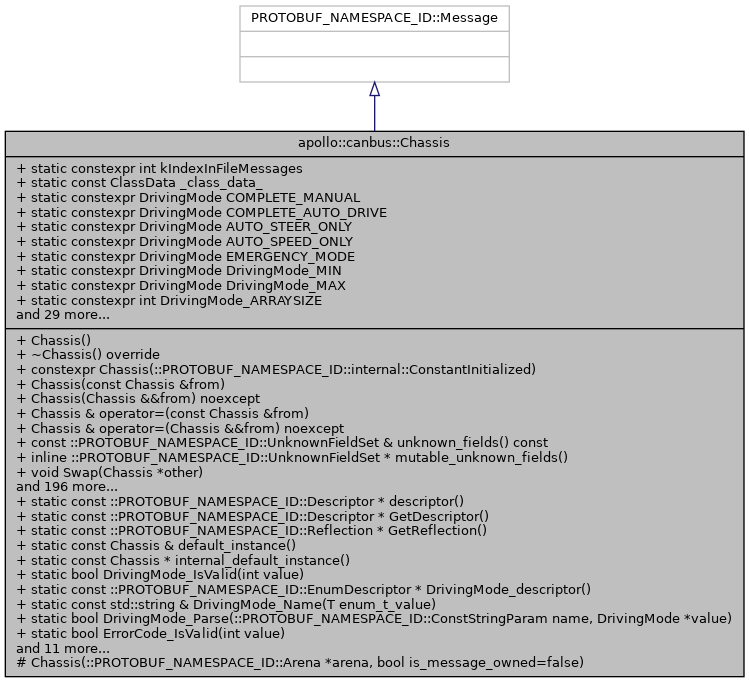 PROTOBUF_NAMESPACE_ID::Message
apollo::canbus::Chassis
+ static constexpr int kIndexInFileMessages
+ static const ClassData _class_data_
+ static constexpr DrivingMode COMPLETE_MANUAL
+ static constexpr DrivingMode COMPLETE_AUTO_DRIVE
+ static constexpr DrivingMode AUTO_STEER_ONLY
+ static constexpr DrivingMode AUTO_SPEED_ONLY
+ static constexpr DrivingMode EMERGENCY_MODE
+ static constexpr DrivingMode DrivingMode_MIN
+ static constexpr DrivingMode DrivingMode_MAX
+ static constexpr int DrivingMode_ARRAYSIZE
and 29 more...
+ Chassis()
+ ~Chassis() override
+ constexpr Chassis(::PROTOBUF_NAMESPACE_ID::internal::ConstantInitialized)
+ Chassis(const Chassis &from)
+ Chassis(Chassis &&from) noexcept
+ Chassis & operator=(const Chassis &from)
+ Chassis & operator=(Chassis &&from) noexcept
+ const ::PROTOBUF_NAMESPACE_ID::UnknownFieldSet & unknown_fields() const
+ inline ::PROTOBUF_NAMESPACE_ID::UnknownFieldSet * mutable_unknown_fields()
+ void Swap(Chassis *other)
and 196 more...
+ static const ::PROTOBUF_NAMESPACE_ID::Descriptor * descriptor()
+ static const ::PROTOBUF_NAMESPACE_ID::Descriptor * GetDescriptor()
+ static const ::PROTOBUF_NAMESPACE_ID::Reflection * GetReflection()
+ static const Chassis & default_instance()
+ static const Chassis * internal_default_instance()
+ static bool DrivingMode_IsValid(int value)
+ static const ::PROTOBUF_NAMESPACE_ID::EnumDescriptor * DrivingMode_descriptor()
+ static const std::string & DrivingMode_Name(T enum_t_value)
+ static bool DrivingMode_Parse(::PROTOBUF_NAMESPACE_ID::ConstStringParam name, DrivingMode *value)
+ static bool ErrorCode_IsValid(int value)
and 11 more...
# Chassis(::PROTOBUF_NAMESPACE_ID::Arena *arena, bool is_message_owned=false)